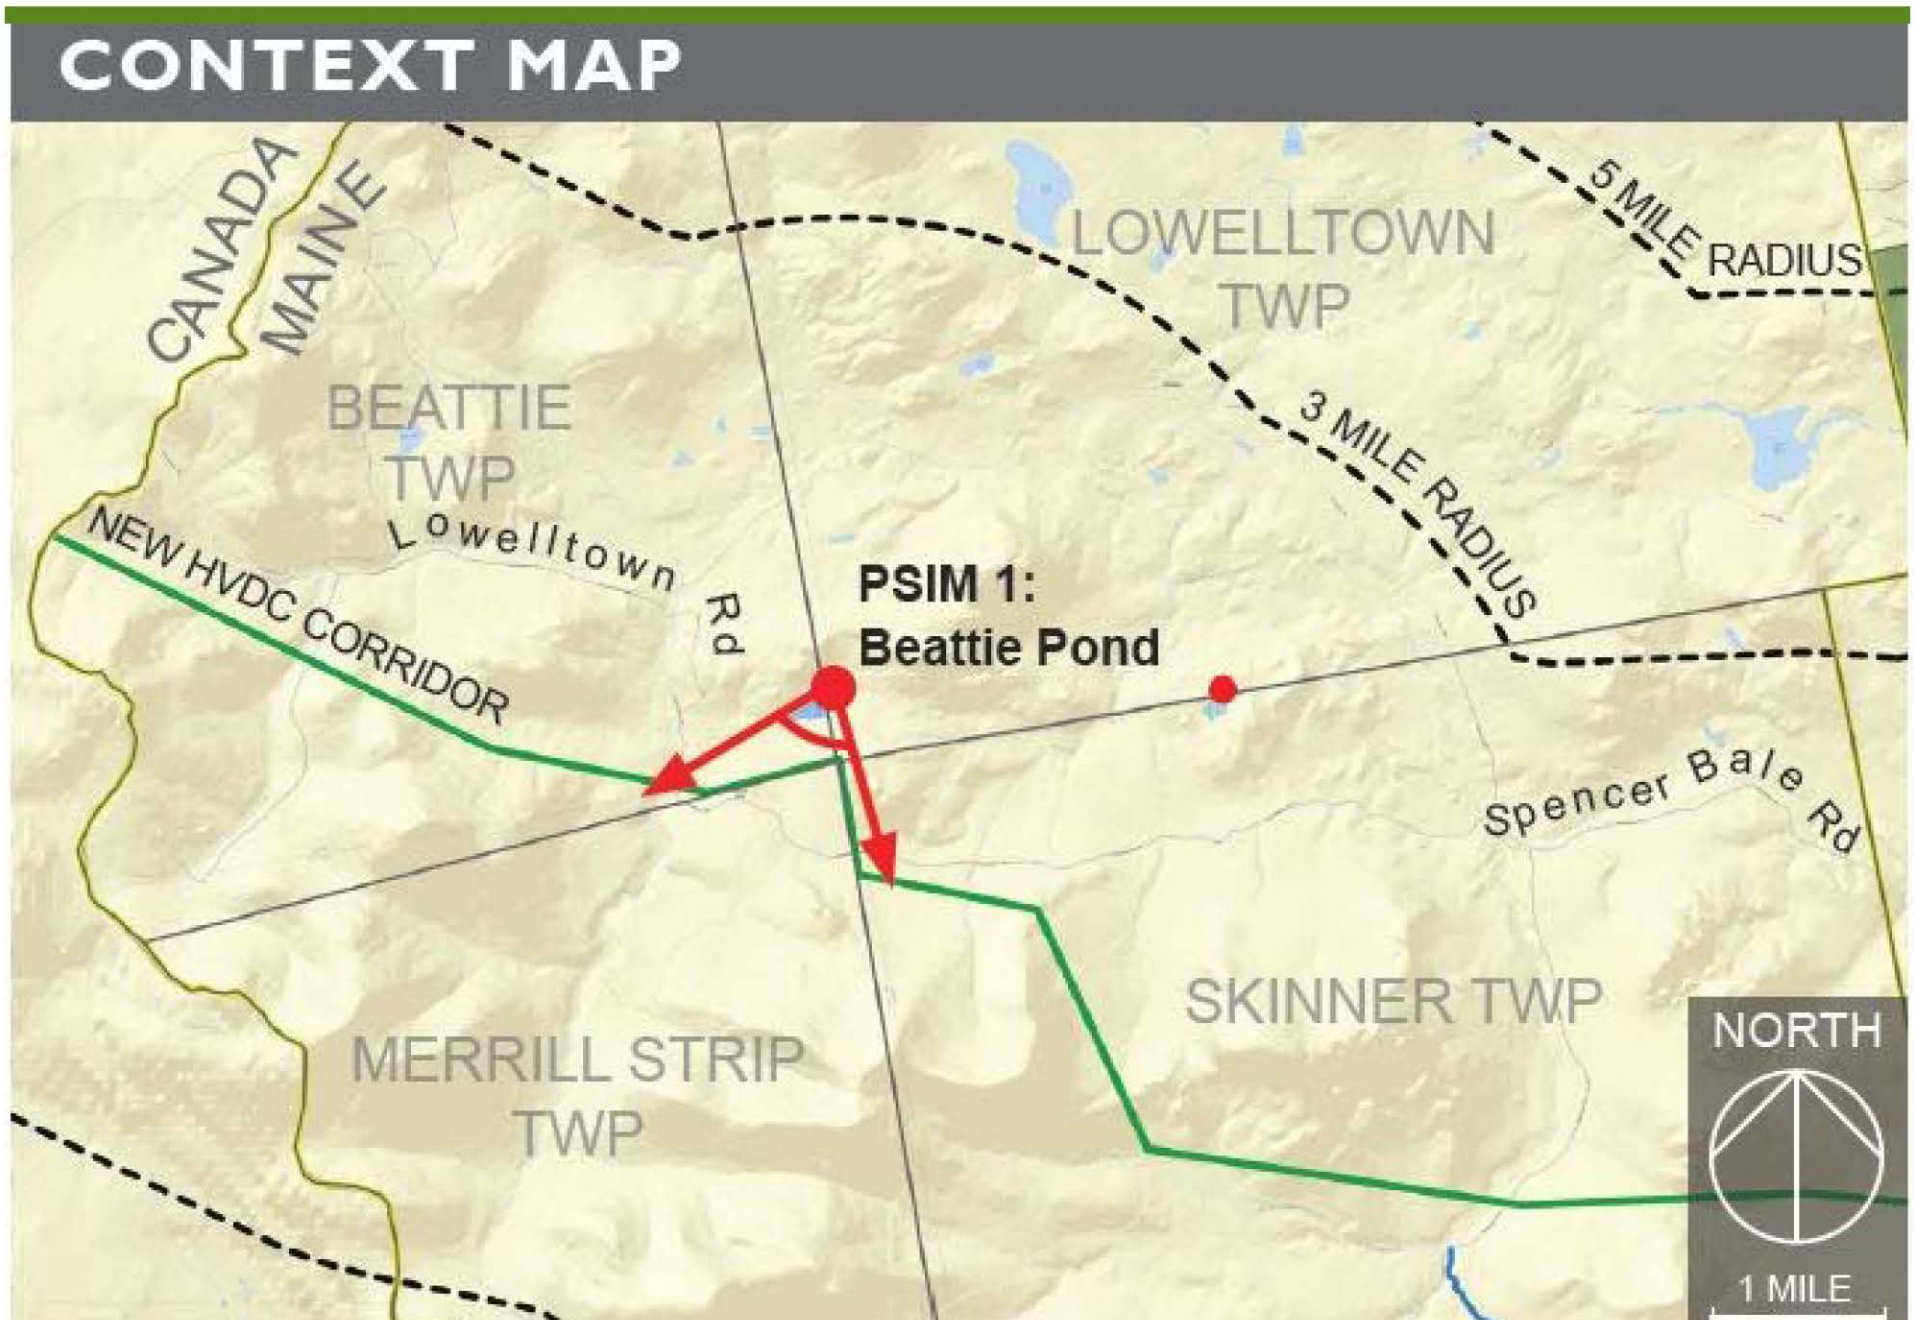 CONTEXT MAP
CANADA
MAINE
5 MILE RADIUS
LOWELLTOWN
TWP
BEATTIE
TWP
3 MILE RADIUS
Lowelltown Rd
NEW HVDC CORRIDOR
PSIM 1:
Beattie Pond
Spencer Bale Rd
SKINNER TWP
MERRILL STRIP
TWP
NORTH
1 MILE